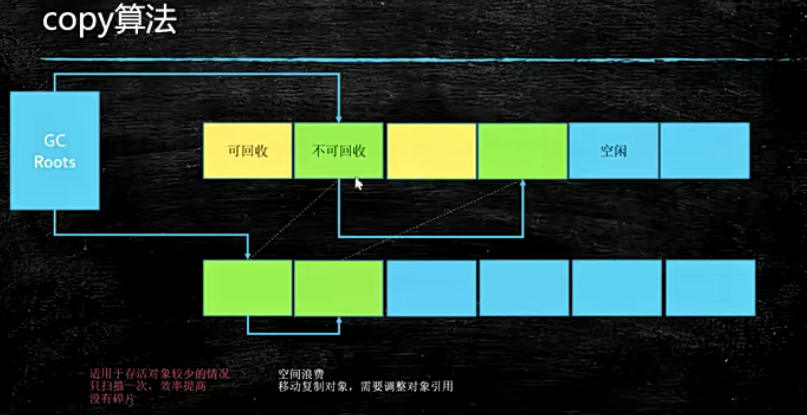 copy算法
GC
Roots
可回收
不可回收
空闲
适用于存活对象较少的情况
只扫描一次，效率提高
没有碎片
空间浪费
移动复制对象，需要调整对象引用